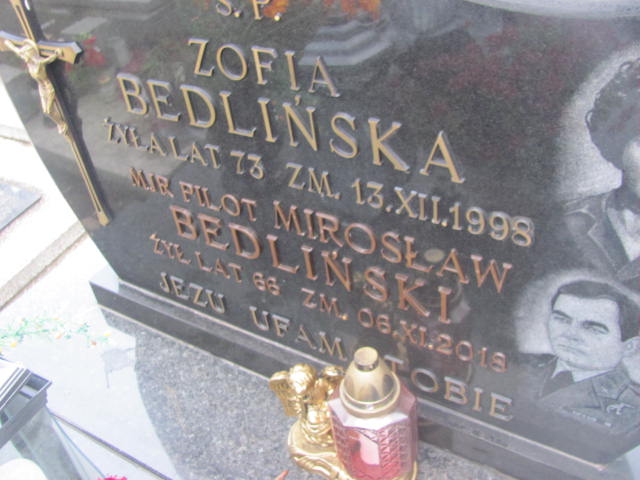 Ś. P.
ZOFIA
BEDLIŃSKA
ŻYŁA LAT 73 ZM. 13.XII.1998
MJR PILOT MIROSŁAW
BEDLIŃSKI
ŻYŁ LAT 66 ZM. 06.XI.2018
JEZU UFAM TOBIE